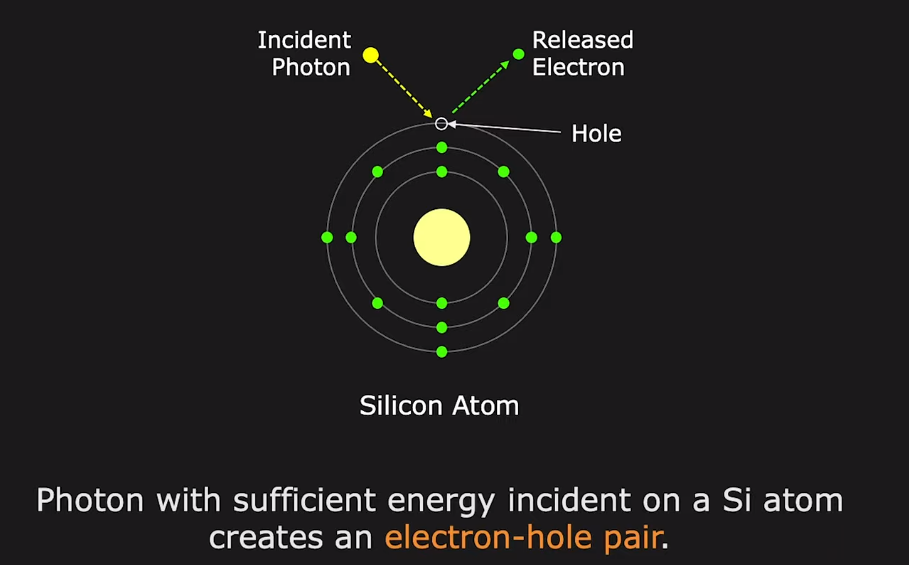 Incident
Photon
Released
Electron
Hole
Silicon Atom
Photon with sufficient energy incident on a Si atom
creates an electron-hole pair.